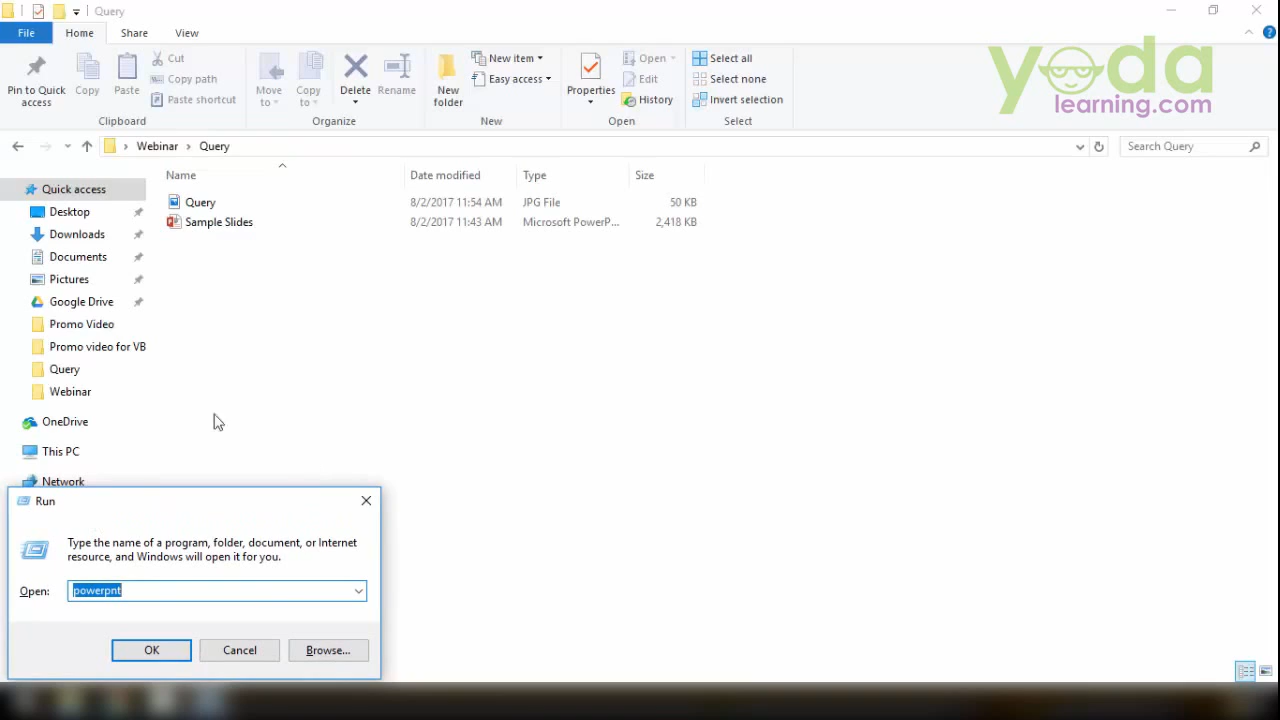 Query
File
Home
Share
View
Pin to Quick access
Copy
Paste
Cut
Copy path
Paste shortcut
Clipboard
Move to
Copy to
Delete
Rename
Organize
New folder
New item
Easy access
New
Properties
Open
Edit
History
Open
Select all
Select none
Invert selection
Select
yoda
learning.com
Webinar
Query
Search Query
Name
Date modified
Type
Size
Query
8/2/2017 11:54 AM
JPG File
50 KB
Sample Slides
8/2/2017 11:43 AM
Microsoft PowerP...
2,418 KB
Quick access
Desktop
Downloads
Documents
Pictures
Google Drive
Promo Video
Promo video for VB
Query
Webinar
OneDrive
This PC
Network
Run
Type the name of a program, folder, document, or Internet
resource, and Windows will open it for you.
Open:
powerpnt
OK
Cancel
Browse...